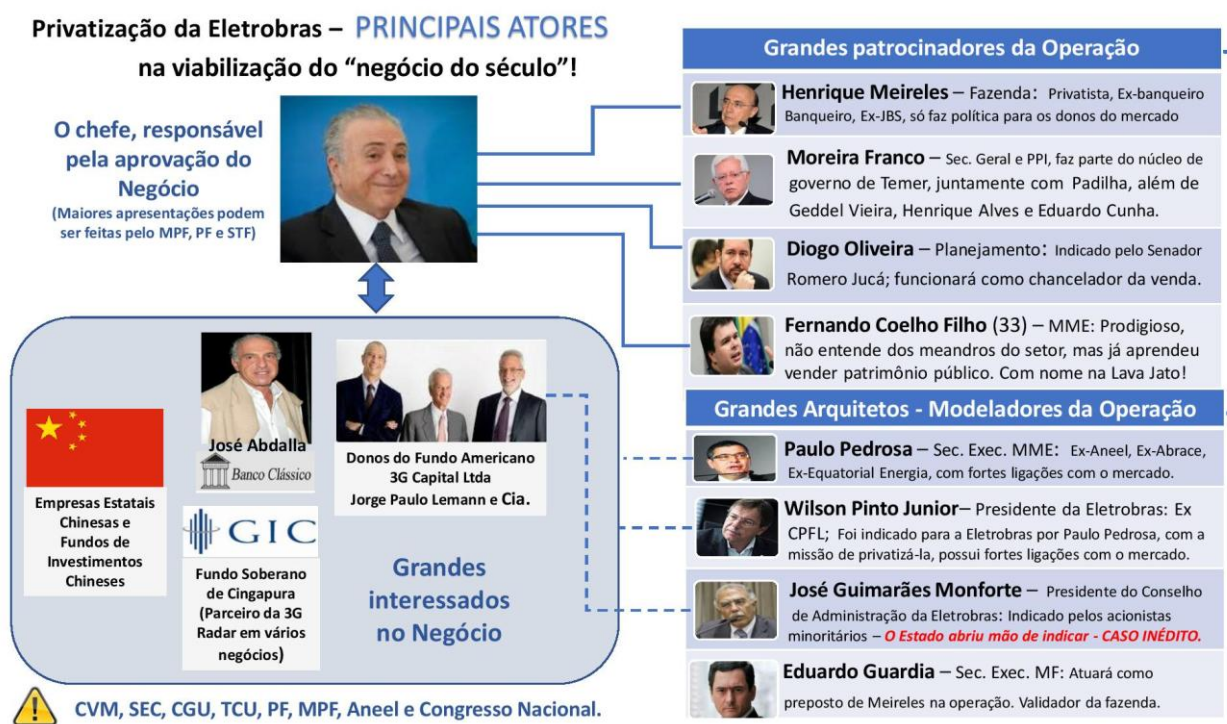 Privatização da Eletrobras – PRINCIPAIS ATORES
na viabilização do “negócio do século”!
O chefe, responsável
pela aprovação do
Negócio
(Maiores apresentações podem
ser feitas pelo MPF, PF e STF)
José Abdalla
Banco Clássico
Empresas Estatais
Chinesas e
Fundos de
Investimentos
Chineses
GIC
Fundo Soberano
de Cingapura
(Parceiro da 3G
Radar em vários
negócios)
Donos do Fundo Americano
3G Capital Ltda
Jorge Paulo Lemann e Cia.
Grandes
interessados
no Negócio
CVM, SEC, CGU, TCU, PF, MPF, Aneel e Congresso Nacional.
Grandes patrocinadores da Operação
Henrique Meireles – Fazenda: Privatista, Ex-banqueiro
Banqueiro, Ex-JBS, só faz política para os donos do mercado
Moreira Franco – Sec. Geral e PPI, faz parte do núcleo de
governo de Temer, juntamente com Padilha, além de
Geddel Vieira, Henrique Alves e Eduardo Cunha.
Diogo Oliveira – Planejamento: Indicado pelo Senador
Romero Jucá; funcionará como chancelador da venda.
Fernando Coelho Filho (33) – MME: Prodigioso,
não entende dos meandros do setor, mas já aprendeu
vender patrimônio público. Com nome na Lava Jato!
Grandes Arquitetos - Modeladores da Operação
Paulo Pedrosa – Sec. Exec. MME: Ex-Aneel, Ex-Abrace,
Ex-Equatorial Energia, com fortes ligações com o mercado.
Wilson Pinto Junior– Presidente da Eletrobras: Ex
CPFL; Foi indicado para a Eletrobras por Paulo Pedrosa, com a
missão de privatizá-la, possui fortes ligações com o mercado.
José Guimarães Monforte – Presidente do Conselho
de Administração da Eletrobras: Indicado pelos acionistas
minoritários – O Estado abriu mão de indicar - CASO INÉDITO.
Eduardo Guardia – Sec. Exec. MF: Atuará como
preposto de Meireles na operação. Validador da fazenda.